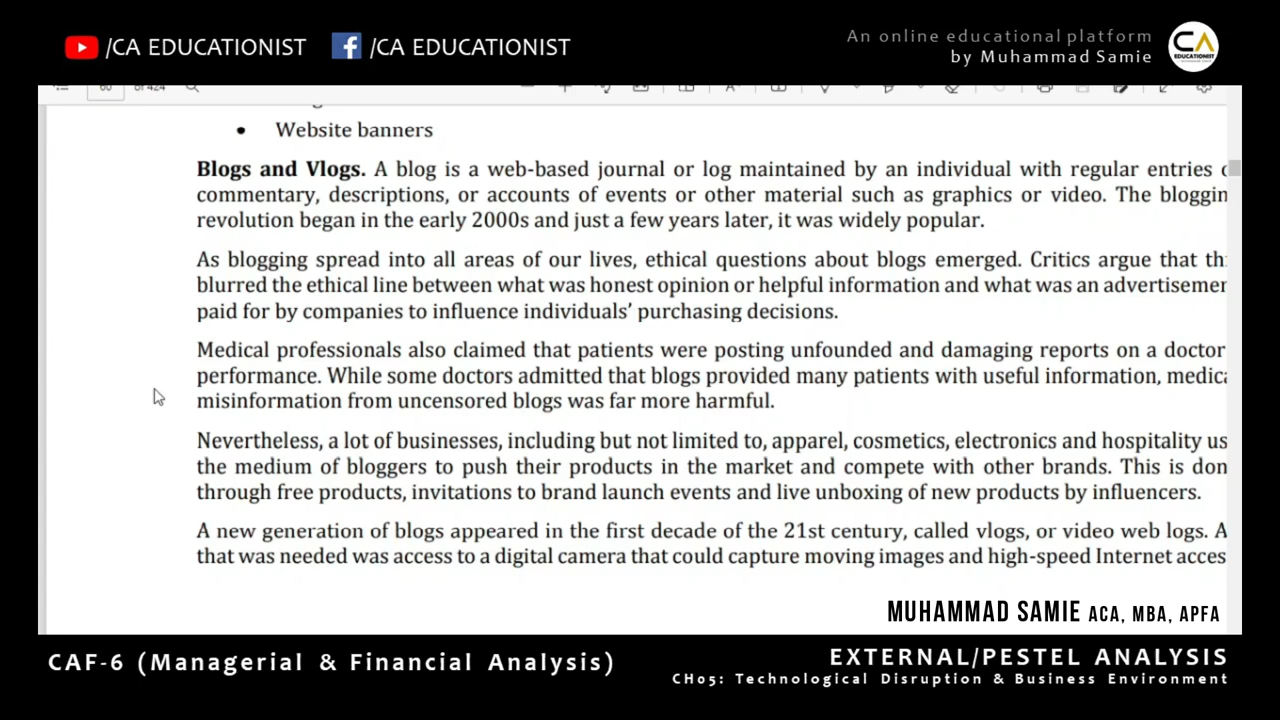 /CA EDUCATIONIST /CA EDUCATIONIST
An online educational platform
by Muhammad Samie
CA
EDUCATIONIST
60 of 424
• Website banners
Blogs and Vlogs. A blog is a web-based journal or log maintained by an individual with regular entries
commentary, descriptions, or accounts of events or other material such as graphics or video. The bloggin
revolution began in the early 2000s and just a few years later, it was widely popular.
As blogging spread into all areas of our lives, ethical questions about blogs emerged. Critics argue that th
blurred the ethical line between what was honest opinion or helpful information and what was an advertisemen
paid for by companies to influence individuals’ purchasing decisions.
Medical professionals also claimed that patients were posting unfounded and damaging reports on a doctor
performance. While some doctors admitted that blogs provided many patients with useful information, medica
misinformation from uncensored blogs was far more harmful.
Nevertheless, a lot of businesses, including but not limited to, apparel, cosmetics, electronics and hospitality us
the medium of bloggers to push their products in the market and compete with other brands. This is don
through free products, invitations to brand launch events and live unboxing of new products by influencers.
A new generation of blogs appeared in the first decade of the 21st century, called vlogs, or video web logs. A
that was needed was access to a digital camera that could capture moving images and high-speed Internet acces
MUHAMMAD SAMIE ACA, MBA, APFA
CAF-6 (Managerial & Financial Analysis)
EXTERNAL/PESTEL ANALYSIS
CH05: Technological Disruption & Business Environment